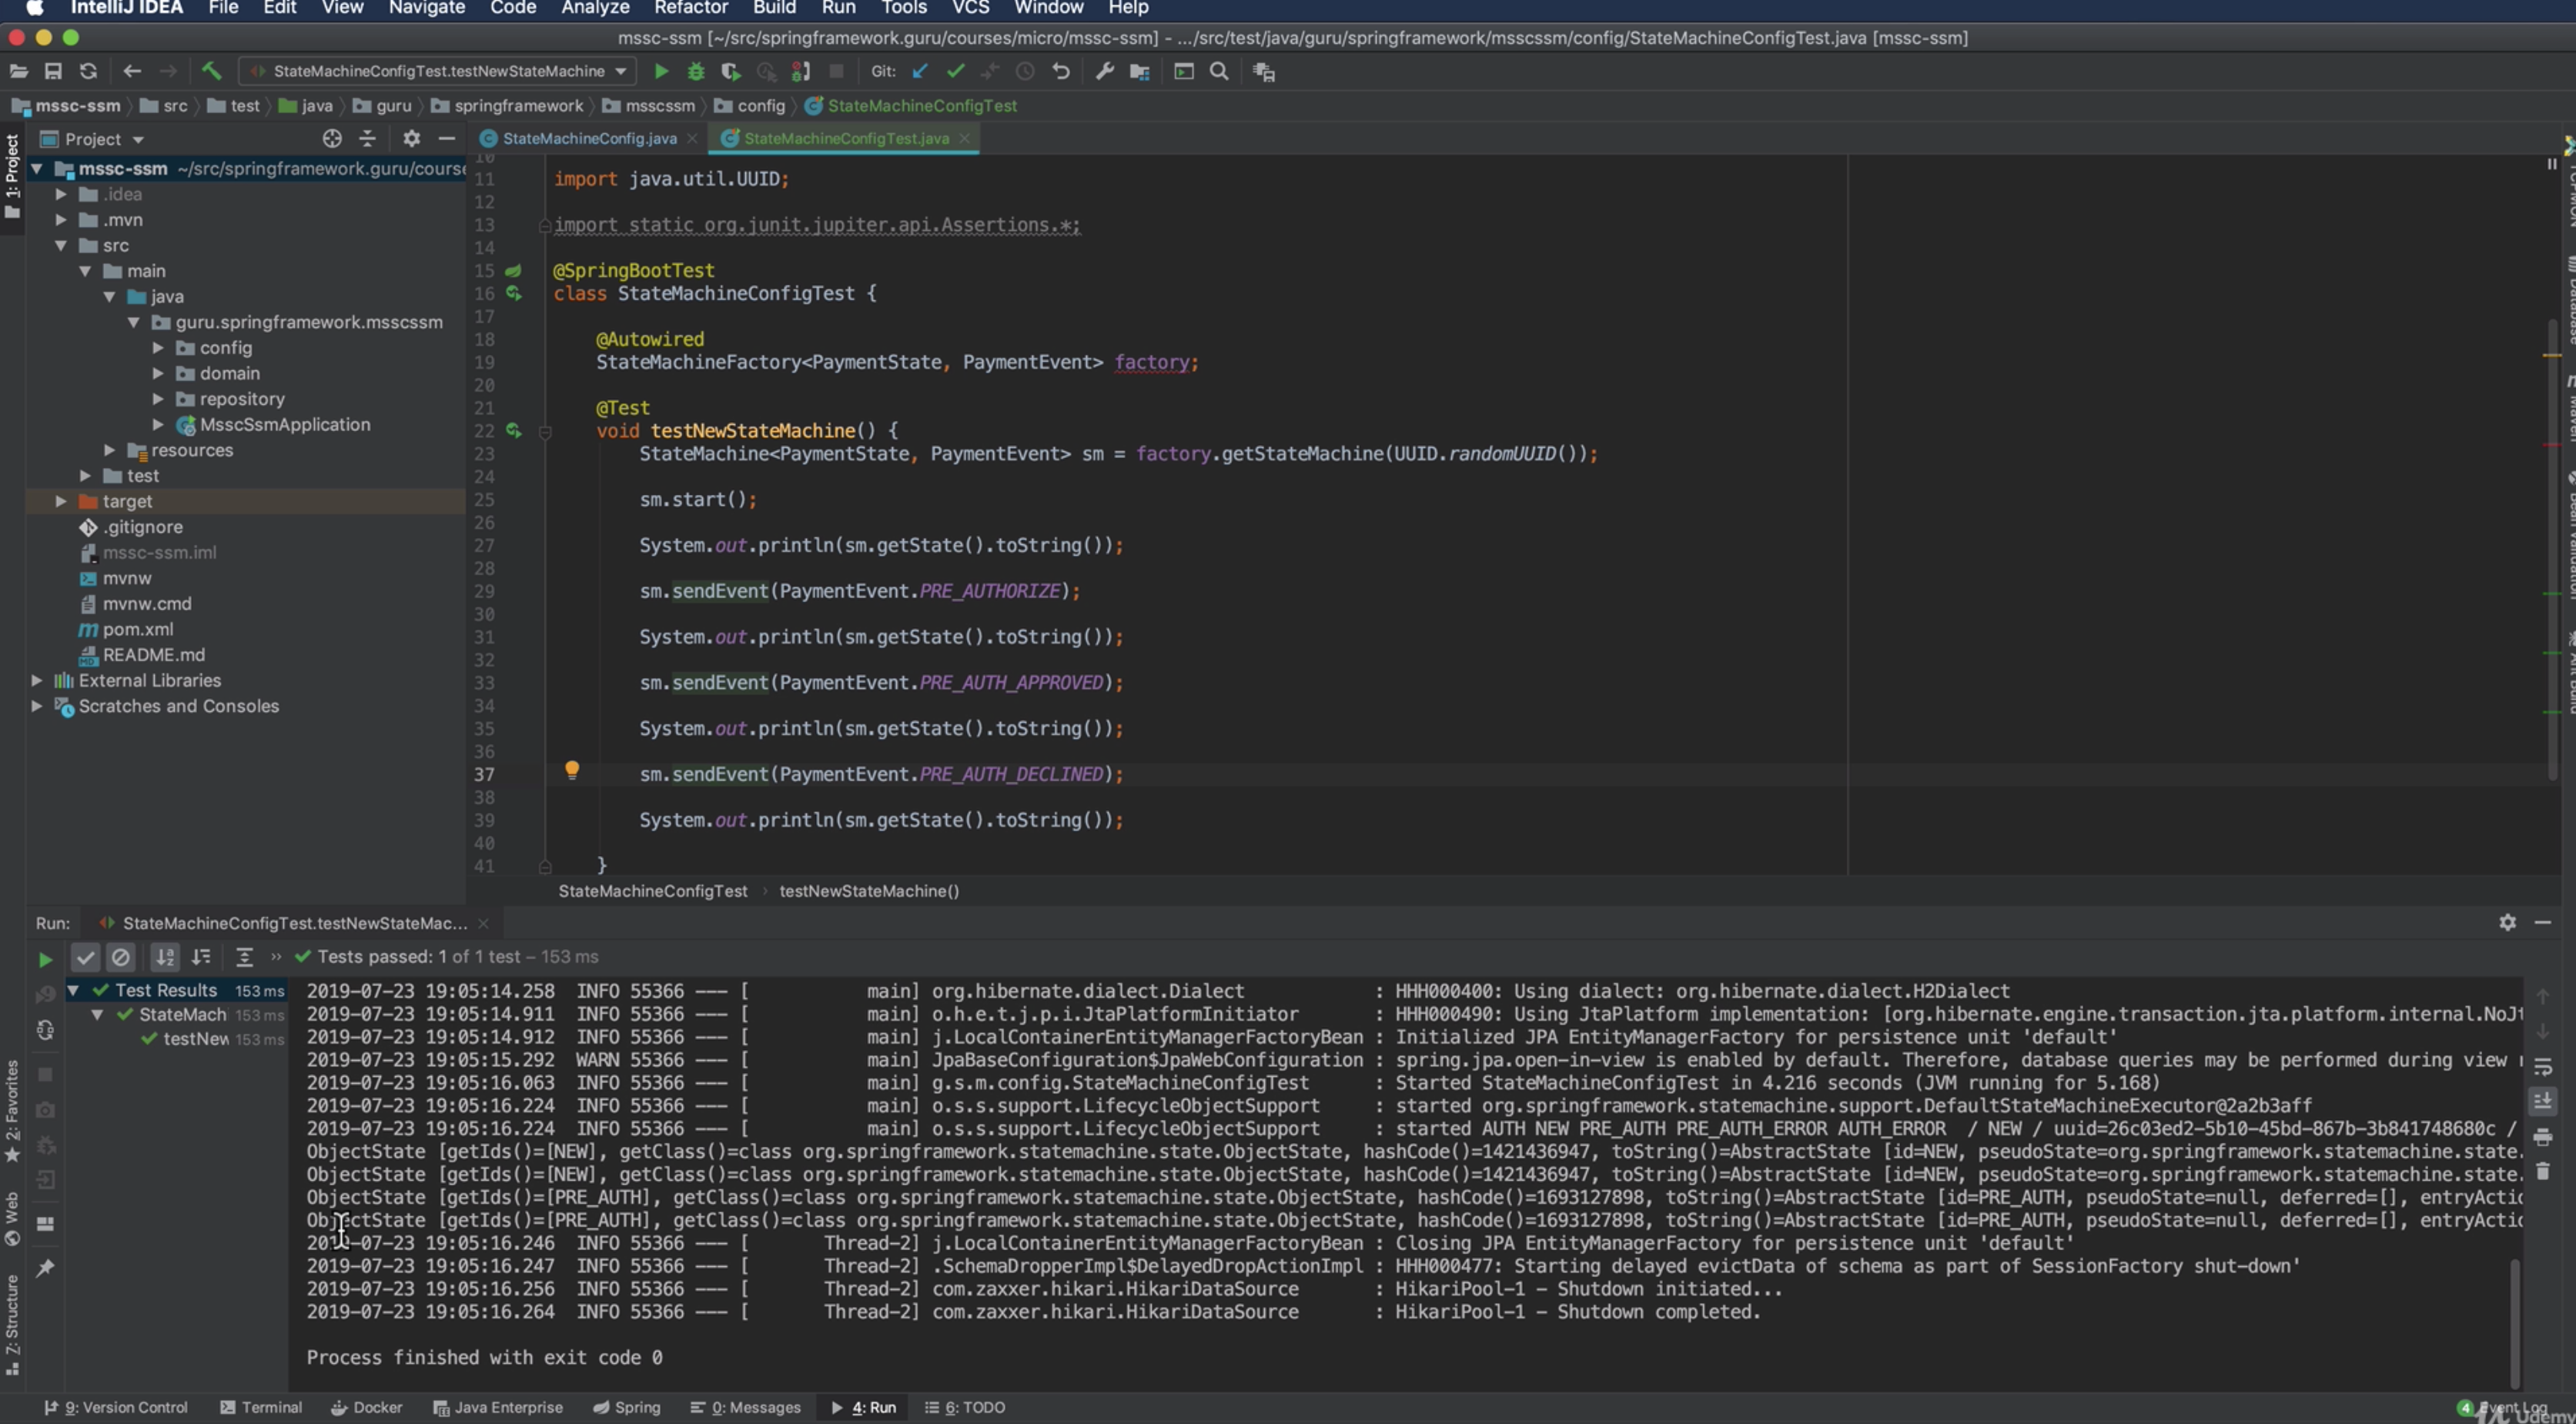 IntelliJ IDEA File Edit View Navigate Code Analyze Refactor Build Run Tools VCS Window Help
mssc-ssm [~/src/springframework.guru/courses/micro/mssc-ssm] - .../src/test/java/guru/springframework/msscssm/config/StateMachineConfigTest.java [mssc-ssm]
StateMachineConfigTest.testNewStateMachine Git:
mssc-ssm src test java guru springframework msscssm config StateMachineConfigTest
1: Project
Project
StateMachineConfig.java StateMachineConfigTest.java
mssc-ssm ~/src/springframework.guru/course
.idea
.mvn
src
main
java
guru.springframework.msscssm
config
domain
repository
MsscSsmApplication
resources
test
target
.gitignore
mssc-ssm.iml
mvnw
mvnw.cmd
pom.xml
README.md
External Libraries
Scratches and Consoles
10
11 import java.util.UUID;
12
13 import static org.junit.jupiter.api.Assertions.*;
14
15 @SpringBootTest
16 class StateMachineConfigTest {
17
18 @Autowired
19 StateMachineFactory<PaymentState, PaymentEvent> factory;
20
21 @Test
22 void testNewStateMachine() {
23 StateMachine<PaymentState, PaymentEvent> sm = factory.getStateMachine(UUID.randomUUID());
24
25 sm.start();
26
27 System.out.println(sm.getState().toString());
28
29 sm.sendEvent(PaymentEvent.PRE_AUTHORIZE);
30
31 System.out.println(sm.getState().toString());
32
33 sm.sendEvent(PaymentEvent.PRE_AUTH_APPROVED);
34
35 System.out.println(sm.getState().toString());
36
37 sm.sendEvent(PaymentEvent.PRE_AUTH_DECLINED);
38
39 System.out.println(sm.getState().toString());
40
41 }
StateMachineConfigTest › testNewStateMachine()
Database
Bean Validation
Ant Build
Run: StateMachineConfigTest.testNewStateMac...
Tests passed: 1 of 1 test – 153 ms
Test Results 153 ms
StateMach 153 ms
testNew 153 ms
2019-07-23 19:05:14.258 INFO 55366 --- [ main] org.hibernate.dialect.Dialect : HHH000400: Using dialect: org.hibernate.dialect.H2Dialect
2019-07-23 19:05:14.911 INFO 55366 --- [ main] o.h.e.t.j.p.i.JtaPlatformInitiator : HHH000490: Using JtaPlatform implementation: [org.hibernate.engine.transaction.jta.platform.internal.NoJt
2019-07-23 19:05:14.912 INFO 55366 --- [ main] j.LocalContainerEntityManagerFactoryBean : Initialized JPA EntityManagerFactory for persistence unit 'default'
2019-07-23 19:05:15.292 WARN 55366 --- [ main] JpaBaseConfiguration$JpaWebConfiguration : spring.jpa.open-in-view is enabled by default. Therefore, database queries may be performed during view
2019-07-23 19:05:16.063 INFO 55366 --- [ main] g.s.m.config.StateMachineConfigTest : Started StateMachineConfigTest in 4.216 seconds (JVM running for 5.168)
2019-07-23 19:05:16.224 INFO 55366 --- [ main] o.s.s.support.LifecycleObjectSupport : started org.springframework.statemachine.support.DefaultStateMachineExecutor@2a2b3aff
2019-07-23 19:05:16.224 INFO 55366 --- [ main] o.s.s.support.LifecycleObjectSupport : started AUTH NEW PRE_AUTH PRE_AUTH_ERROR AUTH_ERROR / NEW / uuid=26c03ed2-5b10-45bd-867b-3b841748680c /
ObjectState [getIds()=[NEW], getClass()=class org.springframework.statemachine.state.ObjectState, hashCode()=1421436947, toString()=AbstractState [id=NEW, pseudoState=org.springframework.statemachine.state.
ObjectState [getIds()=[NEW], getClass()=class org.springframework.statemachine.state.ObjectState, hashCode()=1421436947, toString()=AbstractState [id=NEW, pseudoState=org.springframework.statemachine.state.
ObjectState [getIds()=[PRE_AUTH], getClass()=class org.springframework.statemachine.state.ObjectState, hashCode()=1693127898, toString()=AbstractState [id=PRE_AUTH, pseudoState=null, deferred=[], entryActio
ObjectState [getIds()=[PRE_AUTH], getClass()=class org.springframework.statemachine.state.ObjectState, hashCode()=1693127898, toString()=AbstractState [id=PRE_AUTH, pseudoState=null, deferred=[], entryActio
2019-07-23 19:05:16.246 INFO 55366 --- [ Thread-2] j.LocalContainerEntityManagerFactoryBean : Closing JPA EntityManagerFactory for persistence unit 'default'
2019-07-23 19:05:16.247 INFO 55366 --- [ Thread-2] .SchemaDropperImpl$DelayedDropActionImpl : HHH000477: Starting delayed evictData of schema as part of SessionFactory shut-down'
2019-07-23 19:05:16.256 INFO 55366 --- [ Thread-2] com.zaxxer.hikari.HikariDataSource : HikariPool-1 - Shutdown initiated...
2019-07-23 19:05:16.264 INFO 55366 --- [ Thread-2] com.zaxxer.hikari.HikariDataSource : HikariPool-1 - Shutdown completed.
Process finished with exit code 0
2: Favorites
Web
Z: Structure
9: Version Control Terminal Docker Java Enterprise Spring 0: Messages 4: Run 6: TODO 4 Event Log
Udemy